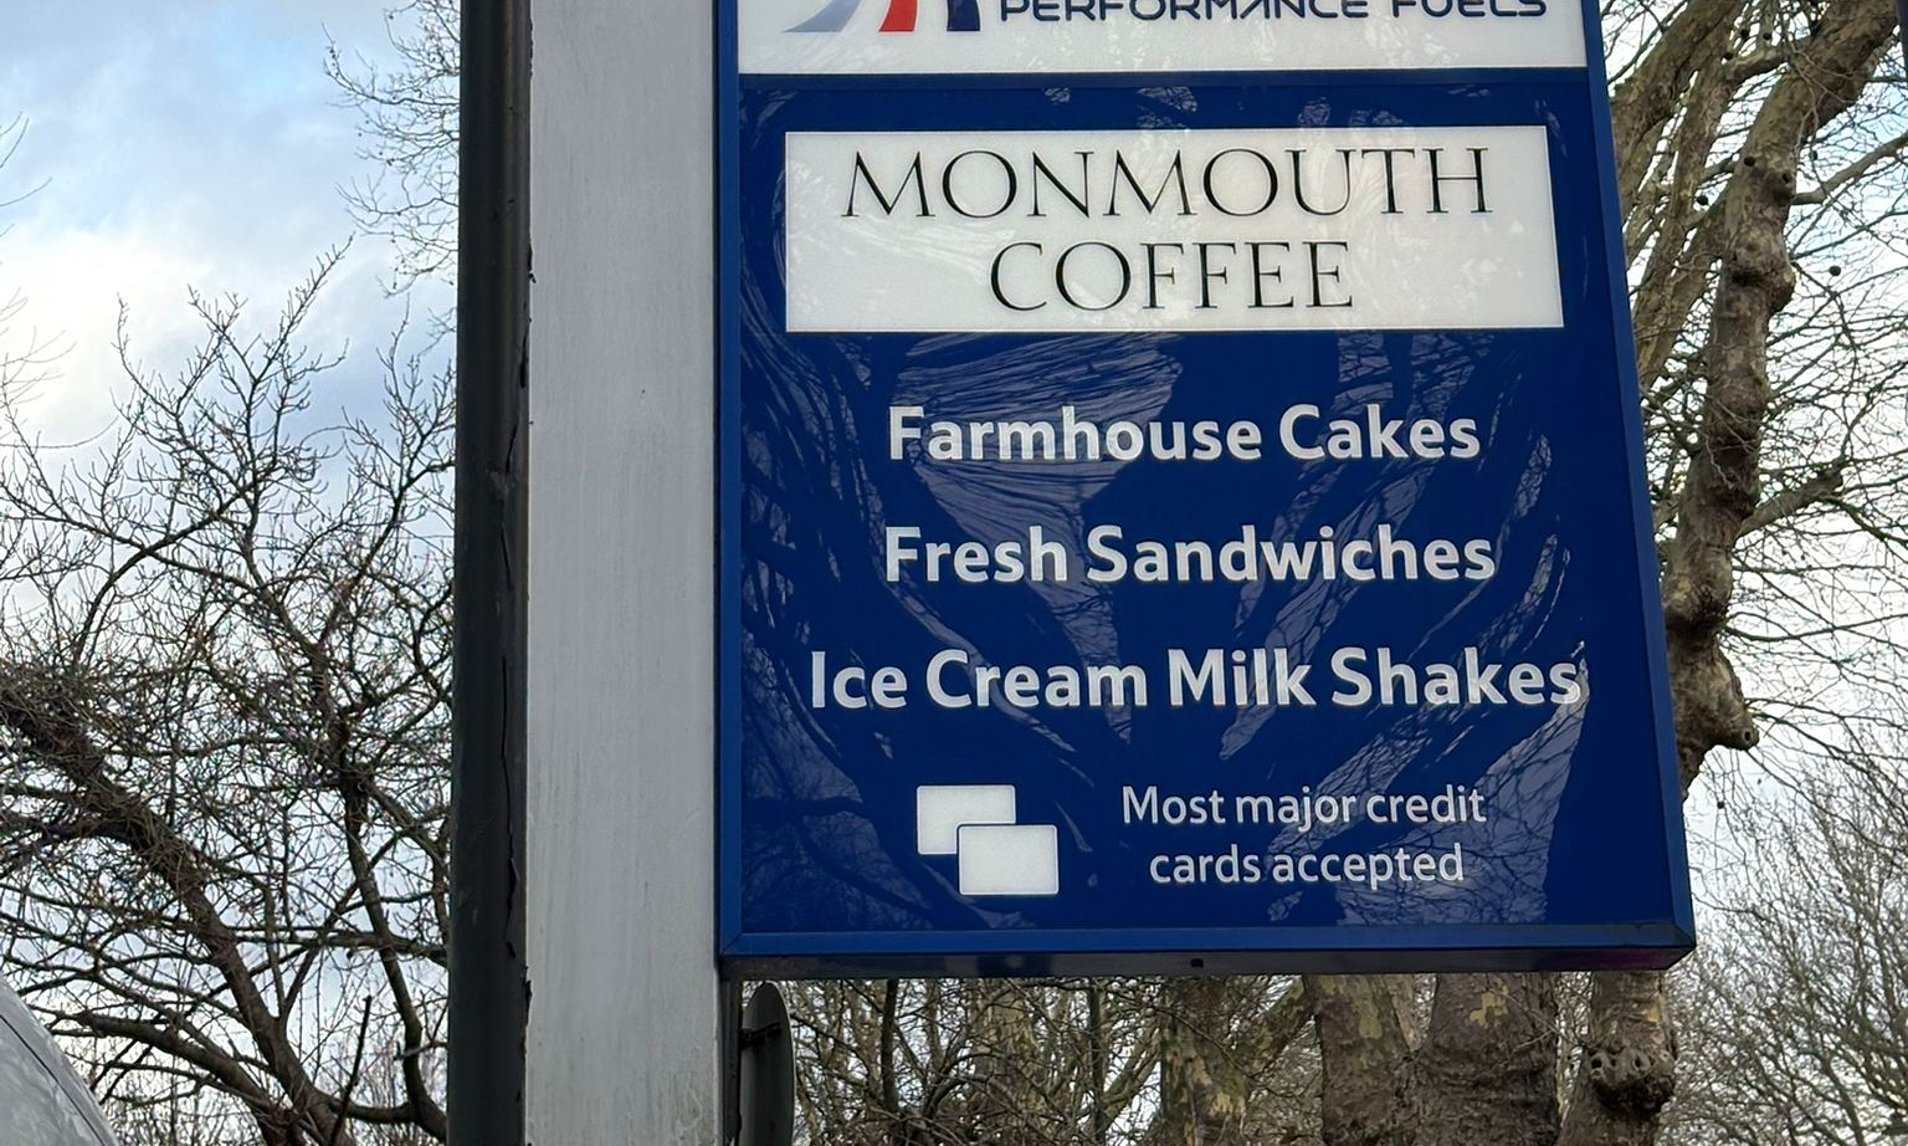 PERFORMANCE FUELS
MONMOUTH
COFFEE
Farmhouse Cakes
Fresh Sandwiches
Ice Cream Milk Shakes
Most major credit
cards accepted